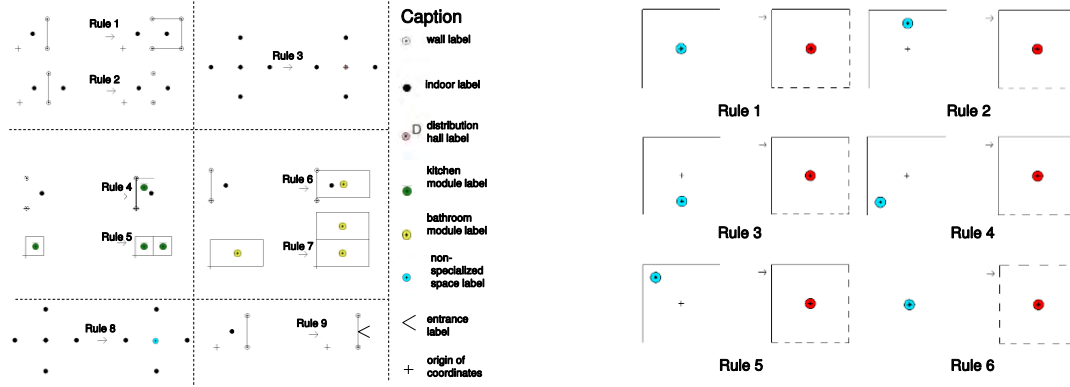 Rule 1
Rule 2
Rule 3
Rule 4
Rule 5
Rule 6
Rule 7
Rule 8
Rule 9
Caption
wall label
indoor label
D
distribution
hall label
kitchen
module label
bathroom
module label
non-
specialized
space label
entrance
label
origin of
coordinates
Rule 1
Rule 2
Rule 3
Rule 4
Rule 5
Rule 6